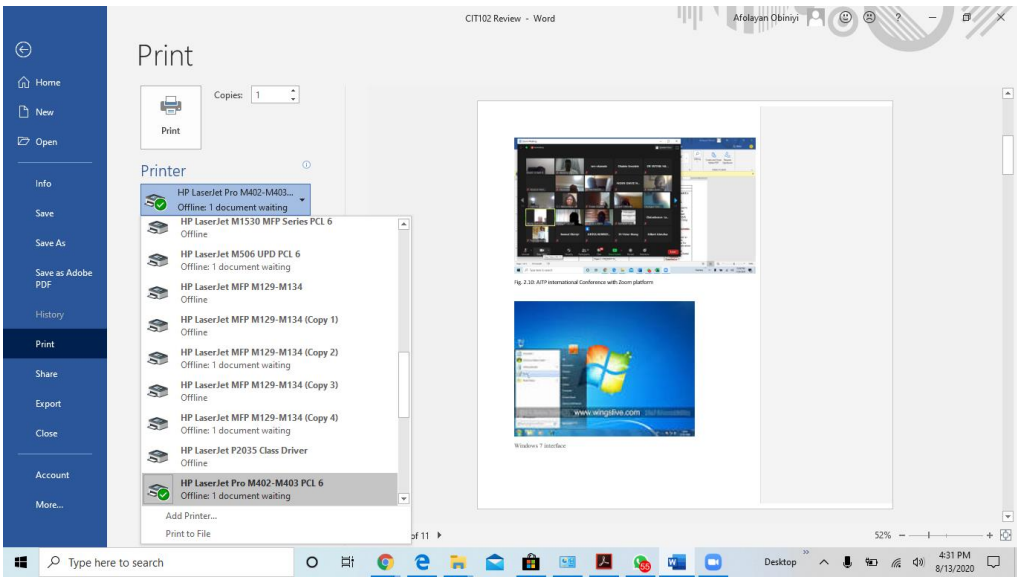 CIT102 Review - Word
Afolayan Obiniyi
?
Print
Home
New
Open
Info
Save
Save As
Save as Adobe
PDF
History
Print
Share
Export
Close
Account
More...
Print
Copies: 1
Printer
HP LaserJet Pro M402-M403...
Offline: 1 document waiting
HP LaserJet M1530 MFP Series PCL 6
Offline
HP LaserJet M506 UPD PCL 6
Offline: 1 document waiting
HP LaserJet MFP M129-M134
Offline
HP LaserJet MFP M129-M134 (Copy 1)
Offline
HP LaserJet MFP M129-M134 (Copy 2)
Offline: 1 document waiting
HP LaserJet MFP M129-M134 (Copy 3)
Offline
HP LaserJet MFP M129-M134 (Copy 4)
Offline: 1 document waiting
HP LaserJet P2035 Class Driver
Offline
HP LaserJet Pro M402-M403 PCL 6
Offline: 1 document waiting
Add Printer...
Print to File
Fig. 2.10: AITP international Conference with Zoom platform
www.wingslive.com
Windows 7 interface
of 11
52%
Type here to search
66
Desktop
4:31 PM
8/13/2020